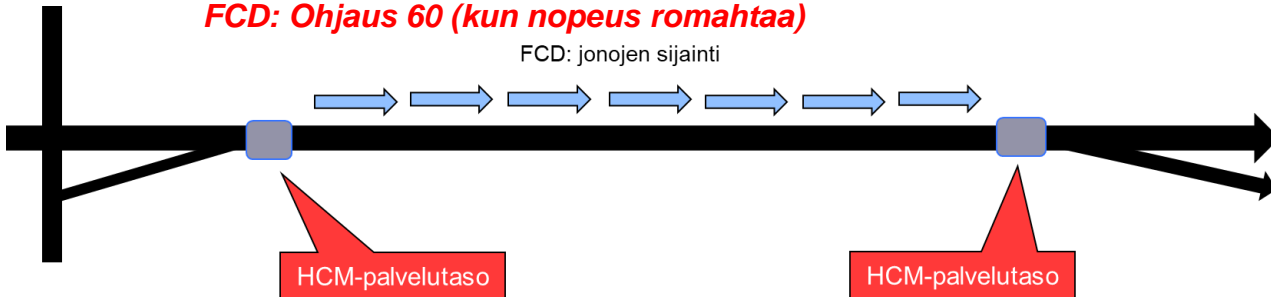 FCD: Ohjaus 60 (kun nopeus romahtaa)
FCD: jonojen sijainti
HCM-palvelutaso
HCM-palvelutaso